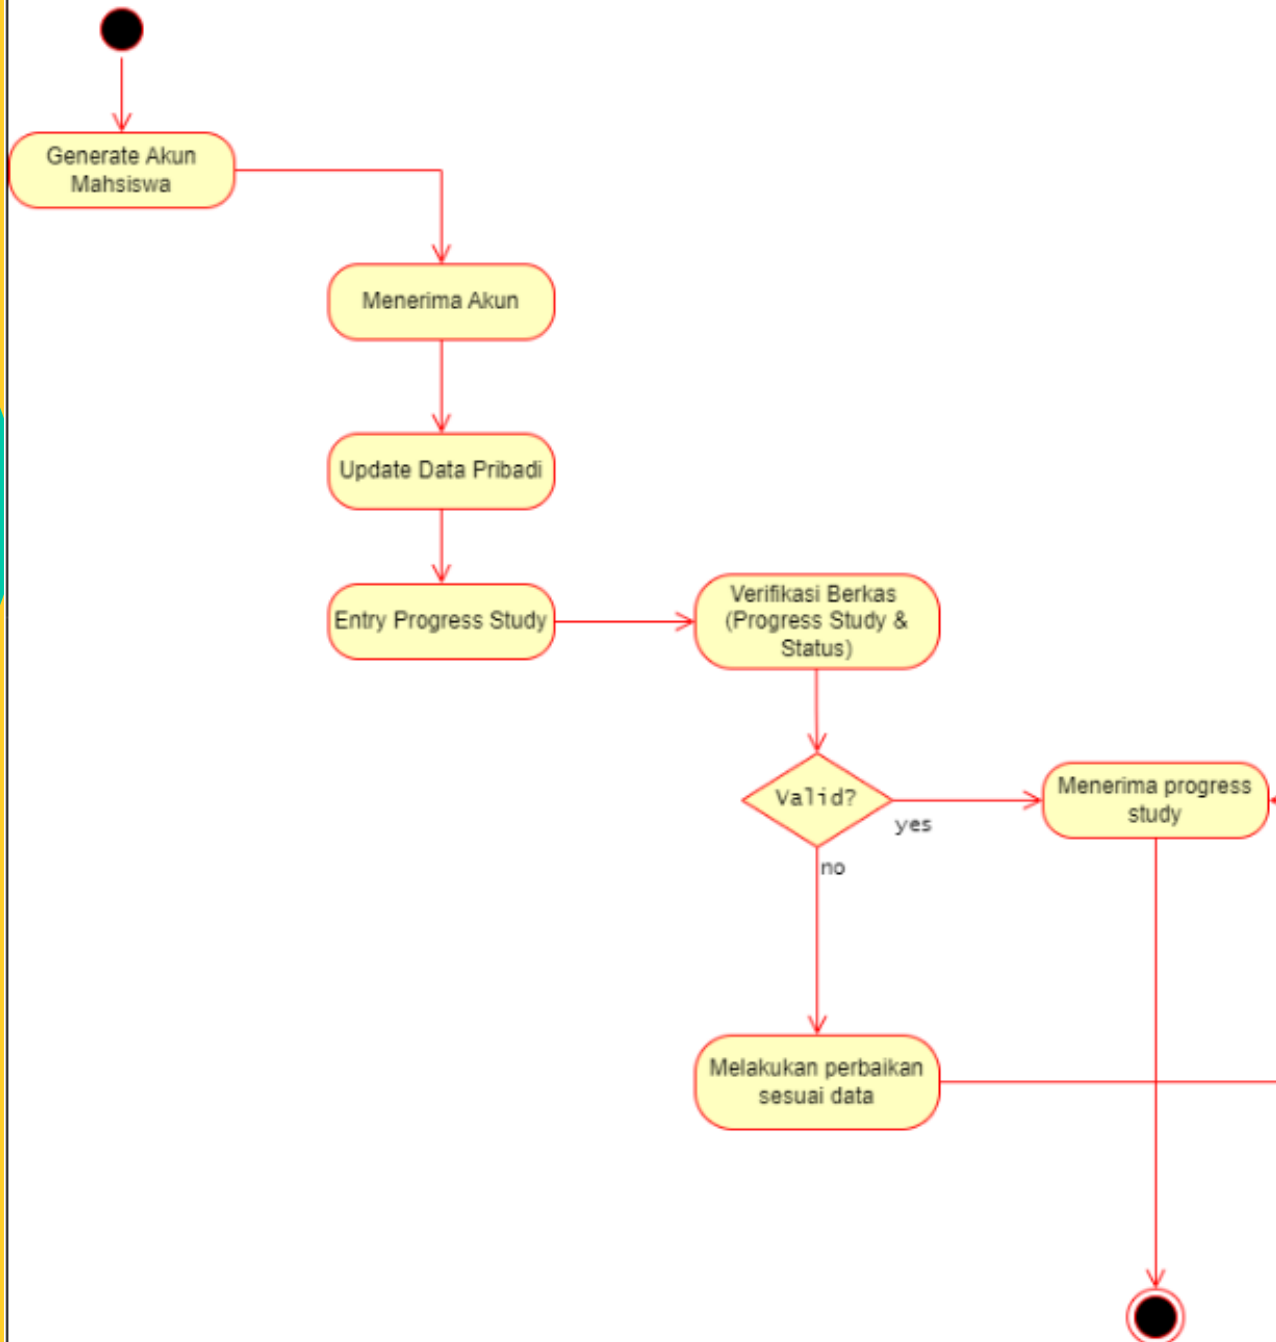 Generate Akun
Mahsiswa
Menerima Akun
Update Data Pribadi
Entry Progress Study
Verifikasi Berkas
(Progress Study &
Status)
Valid?
yes
Menerima progress
study
no
Melakukan perbaikan
sesuai data